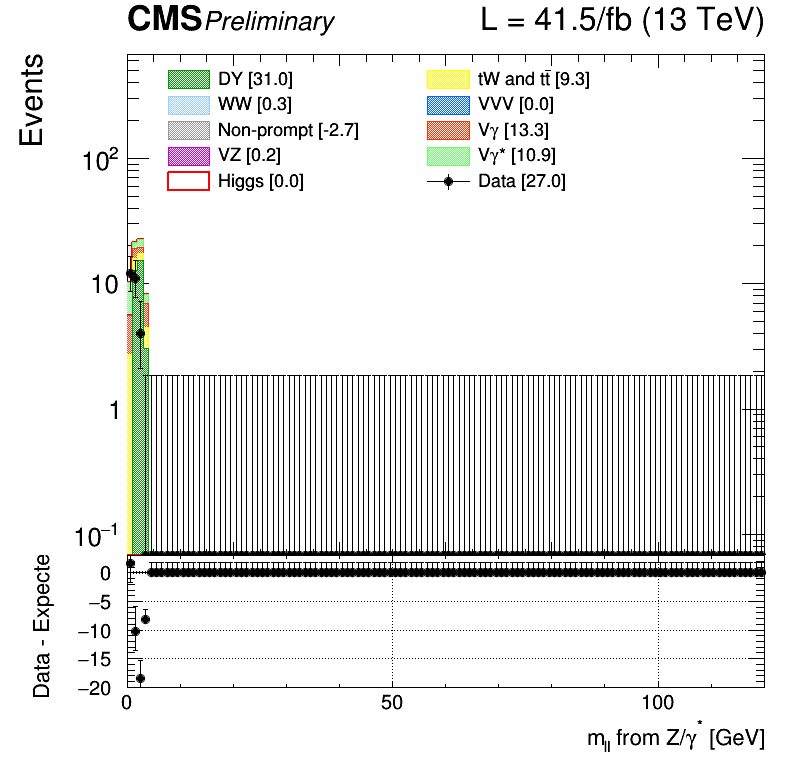 CMS Preliminary L = 41.5/fb (13 TeV)
Events
DY [31.0] tW and tt̄ [9.3]
WW [0.3] VVV [0.0]
Non-prompt [-2.7] Vγ [13.3]
VZ [0.2] Vγ* [10.9]
Higgs [0.0] Data [27.0]
10²
10
1
10⁻¹
Data - Expecte
0
−5
−10
−15
−20
0 50 100
m_ll from Z/γ* [GeV]